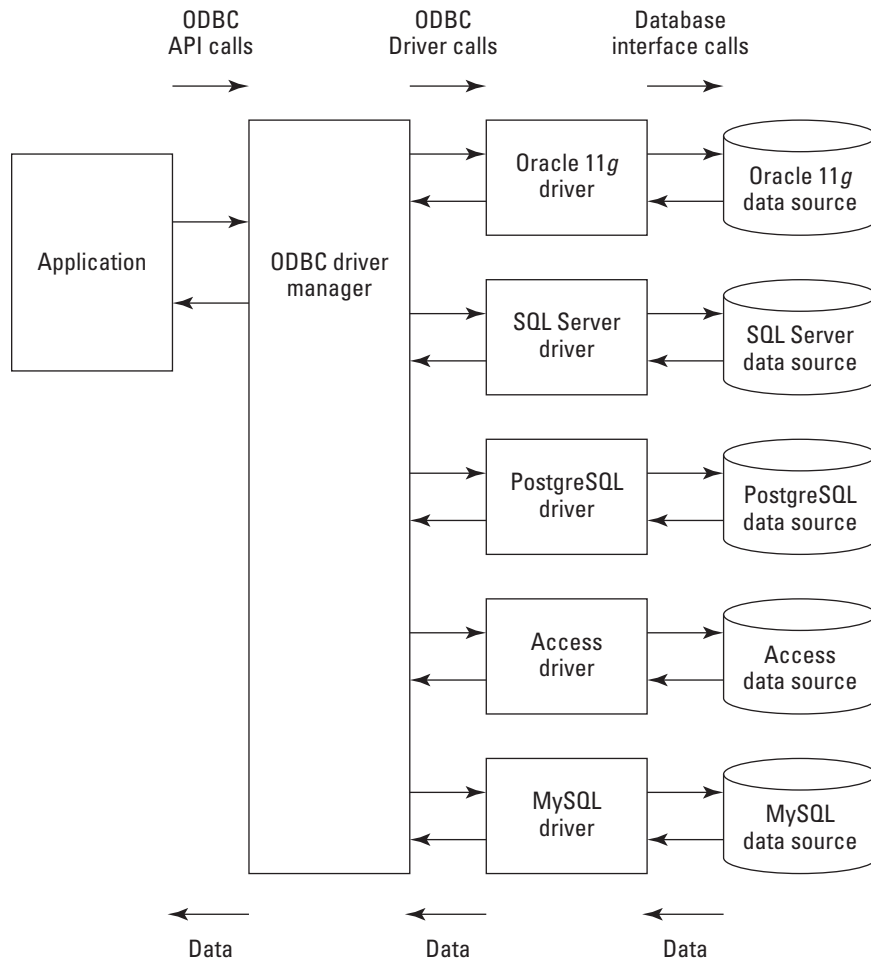 ODBC
API calls
ODBC
Driver calls
Database
interface calls
Application
ODBC driver
manager
Oracle 11g
driver
Oracle 11g
data source
SQL Server
driver
SQL Server
data source
PostgreSQL
driver
PostgreSQL
data source
Access
driver
Access
data source
MySQL
driver
MySQL
data source
Data
Data
Data